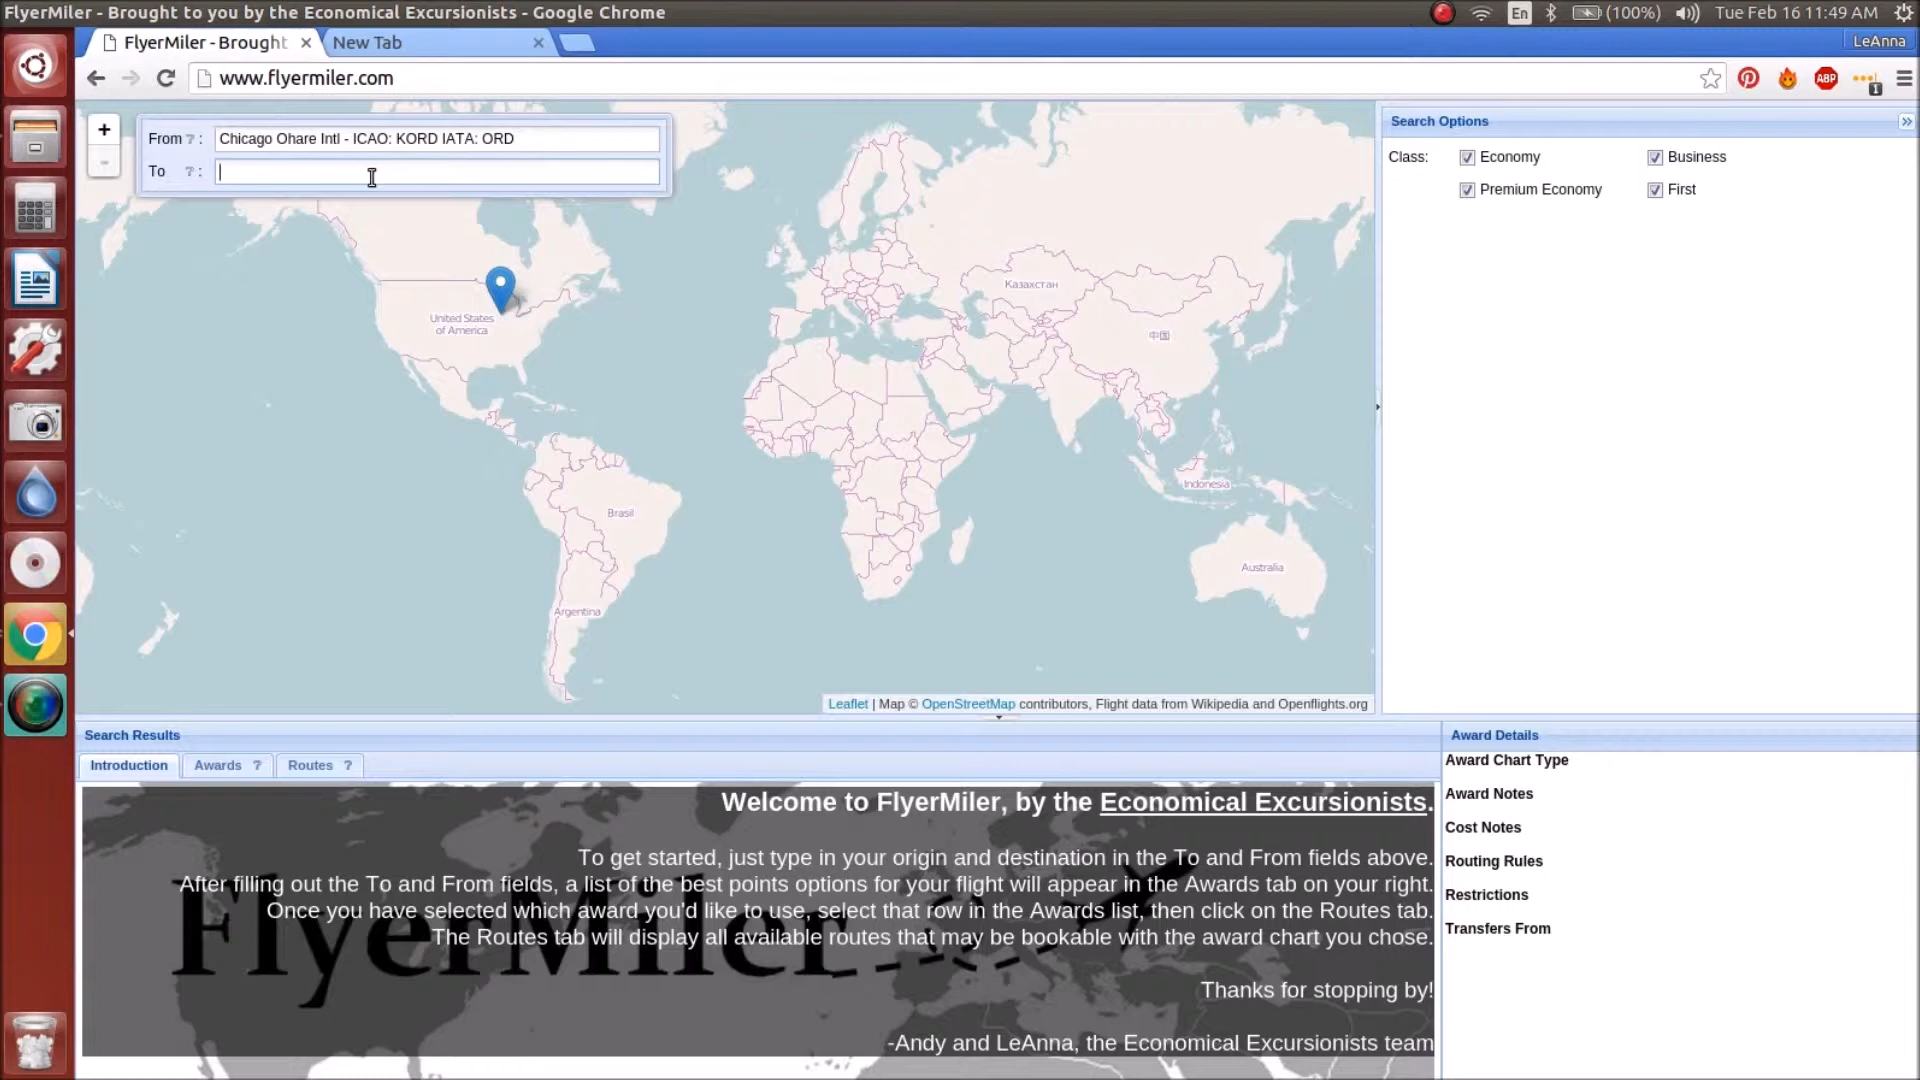 FlyerMiler - Brought to you by the Economical Excursionists - Google Chrome
En
(100%)
Tue Feb 16 11:49 AM
FlyerMiler - Brought
New Tab
LeAnna
www.flyermiler.com
ABP
1
+
-
From ? :
Chicago Ohare Intl - ICAO: KORD IATA: ORD
To ? :
Search Options
Class:
Economy
Business
Premium Economy
First
United States
of America
Казахстан
中国
Indonesia
Brasil
Australia
Argentina
Leaflet | Map © OpenStreetMap contributors, Flight data from Wikipedia and Openflights.org
Search Results
Introduction
Awards ?
Routes ?
Welcome to FlyerMiler, by the Economical Excursionists.
To get started, just type in your origin and destination in the To and From fields above.
After filling out the To and From fields, a list of the best points options for your flight will appear in the Awards tab on your right.
Once you have selected which award you'd like to use, select that row in the Awards list, then click on the Routes tab.
The Routes tab will display all available routes that may be bookable with the award chart you chose.
Thanks for stopping by!
-Andy and LeAnna, the Economical Excursionists team
FlyerMiler
Award Details
Award Chart Type
Award Notes
Cost Notes
Routing Rules
Restrictions
Transfers From